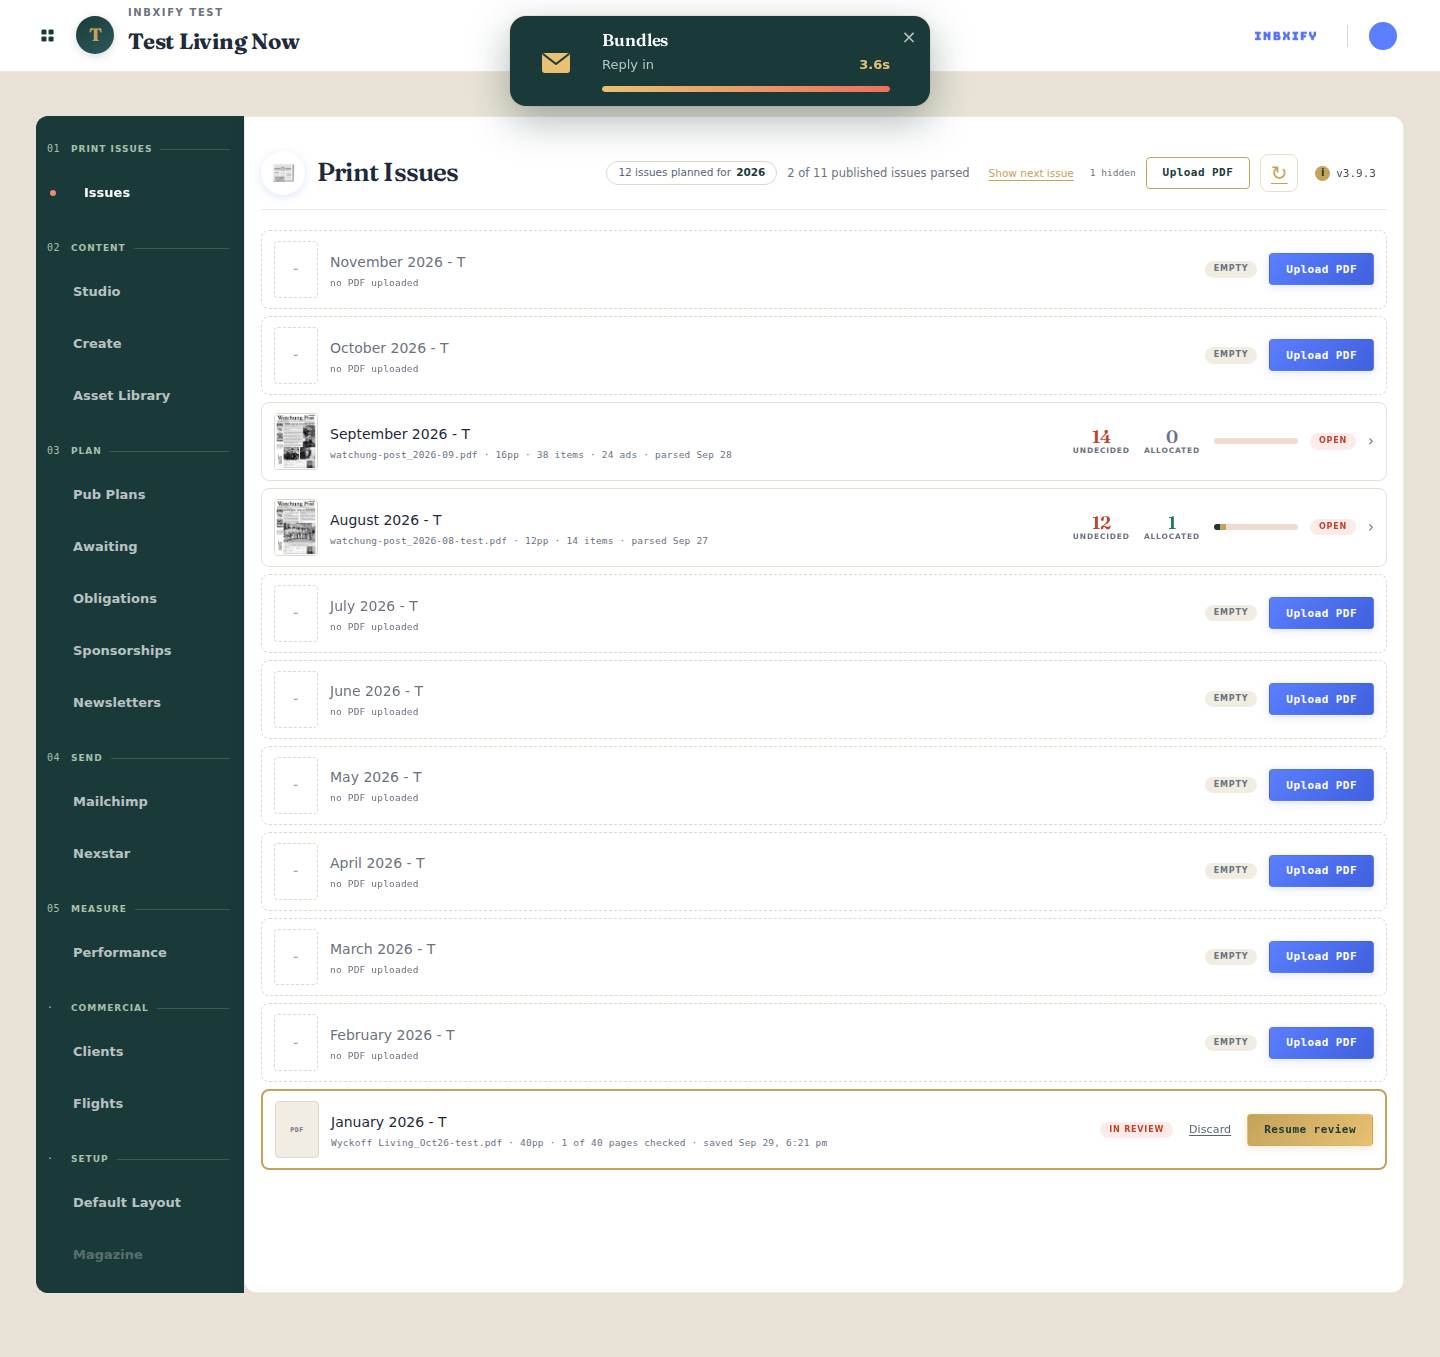 INBXIFY TEST
T
Test Living Now
Bundles
×
Reply in
3.6s
INBXIFY
01 PRINT ISSUES
Issues
02 CONTENT
Studio
Create
Asset Library
03 PLAN
Pub Plans
Awaiting
Obligations
Sponsorships
Newsletters
04 SEND
Mailchimp
Nexstar
05 MEASURE
Performance
· COMMERCIAL
Clients
Flights
· SETUP
Default Layout
Magazine
Print Issues
12 issues planned for 2026
2 of 11 published issues parsed
Show next issue
1 hidden
Upload PDF
↻
i v3.9.3
-
November 2026 - T
no PDF uploaded
EMPTY
Upload PDF
-
October 2026 - T
no PDF uploaded
EMPTY
Upload PDF
Watchung Post
September 2026 - T
watchung-post_2026-09.pdf · 16pp · 38 items · 24 ads · parsed Sep 28
14 UNDECIDED
0 ALLOCATED
OPEN
›
Watchung Post
August 2026 - T
watchung-post_2026-08-test.pdf · 12pp · 14 items · parsed Sep 27
12 UNDECIDED
1 ALLOCATED
OPEN
›
-
July 2026 - T
no PDF uploaded
EMPTY
Upload PDF
-
June 2026 - T
no PDF uploaded
EMPTY
Upload PDF
-
May 2026 - T
no PDF uploaded
EMPTY
Upload PDF
-
April 2026 - T
no PDF uploaded
EMPTY
Upload PDF
-
March 2026 - T
no PDF uploaded
EMPTY
Upload PDF
-
February 2026 - T
no PDF uploaded
EMPTY
Upload PDF
PDF
January 2026 - T
Wyckoff Living_Oct26-test.pdf · 40pp · 1 of 40 pages checked · saved Sep 29, 6:21 pm
IN REVIEW
Discard
Resume review